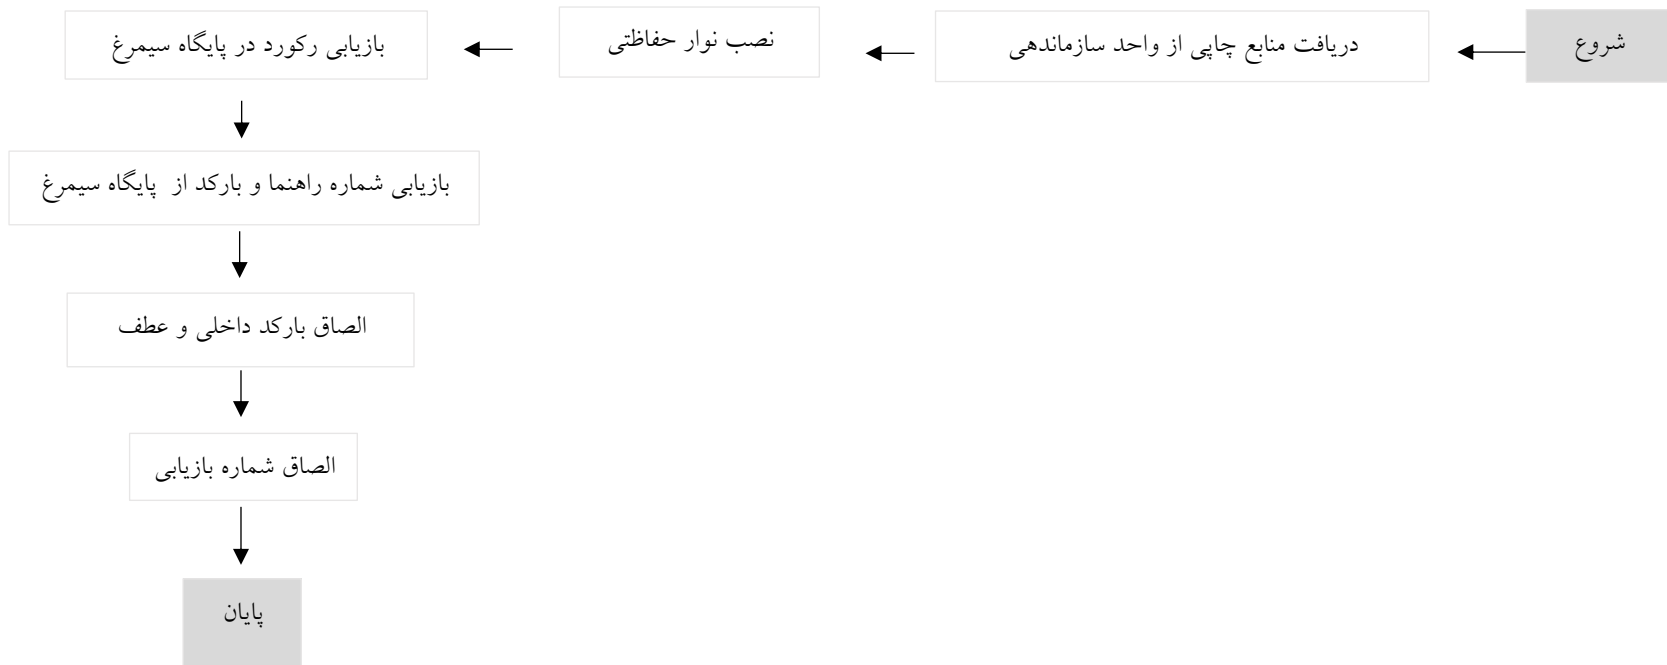 شروع
دریافت منابع چاپی از واحد سازماندهی
نصب نوار حفاظتی
بازیابی رکورد در پایگاه سیمرغ
بازیابی شماره راهنما و بارکد از پایگاه سیمرغ
الصاق بارکد داخلی و عطف
الصاق شماره بازیابی
پایان